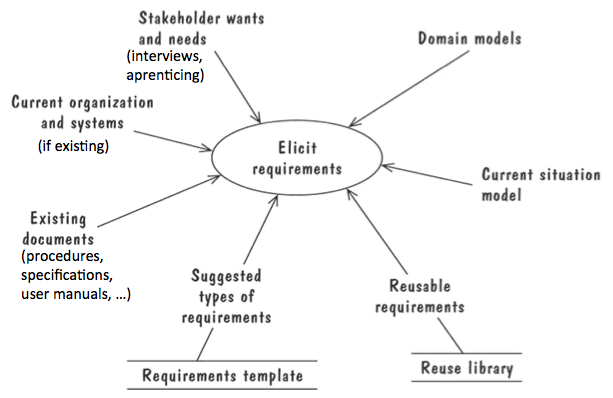 Stakeholder wants
and needs
(interviews,
aprenticing)
Domain models
Current organization
and systems
(if existing)
Elicit
requirements
Current situation
model
Existing
documents
(procedures,
specifications,
user manuals, ...)
Suggested
types of
requirements
Reusable
requirements
Requirements template
Reuse library